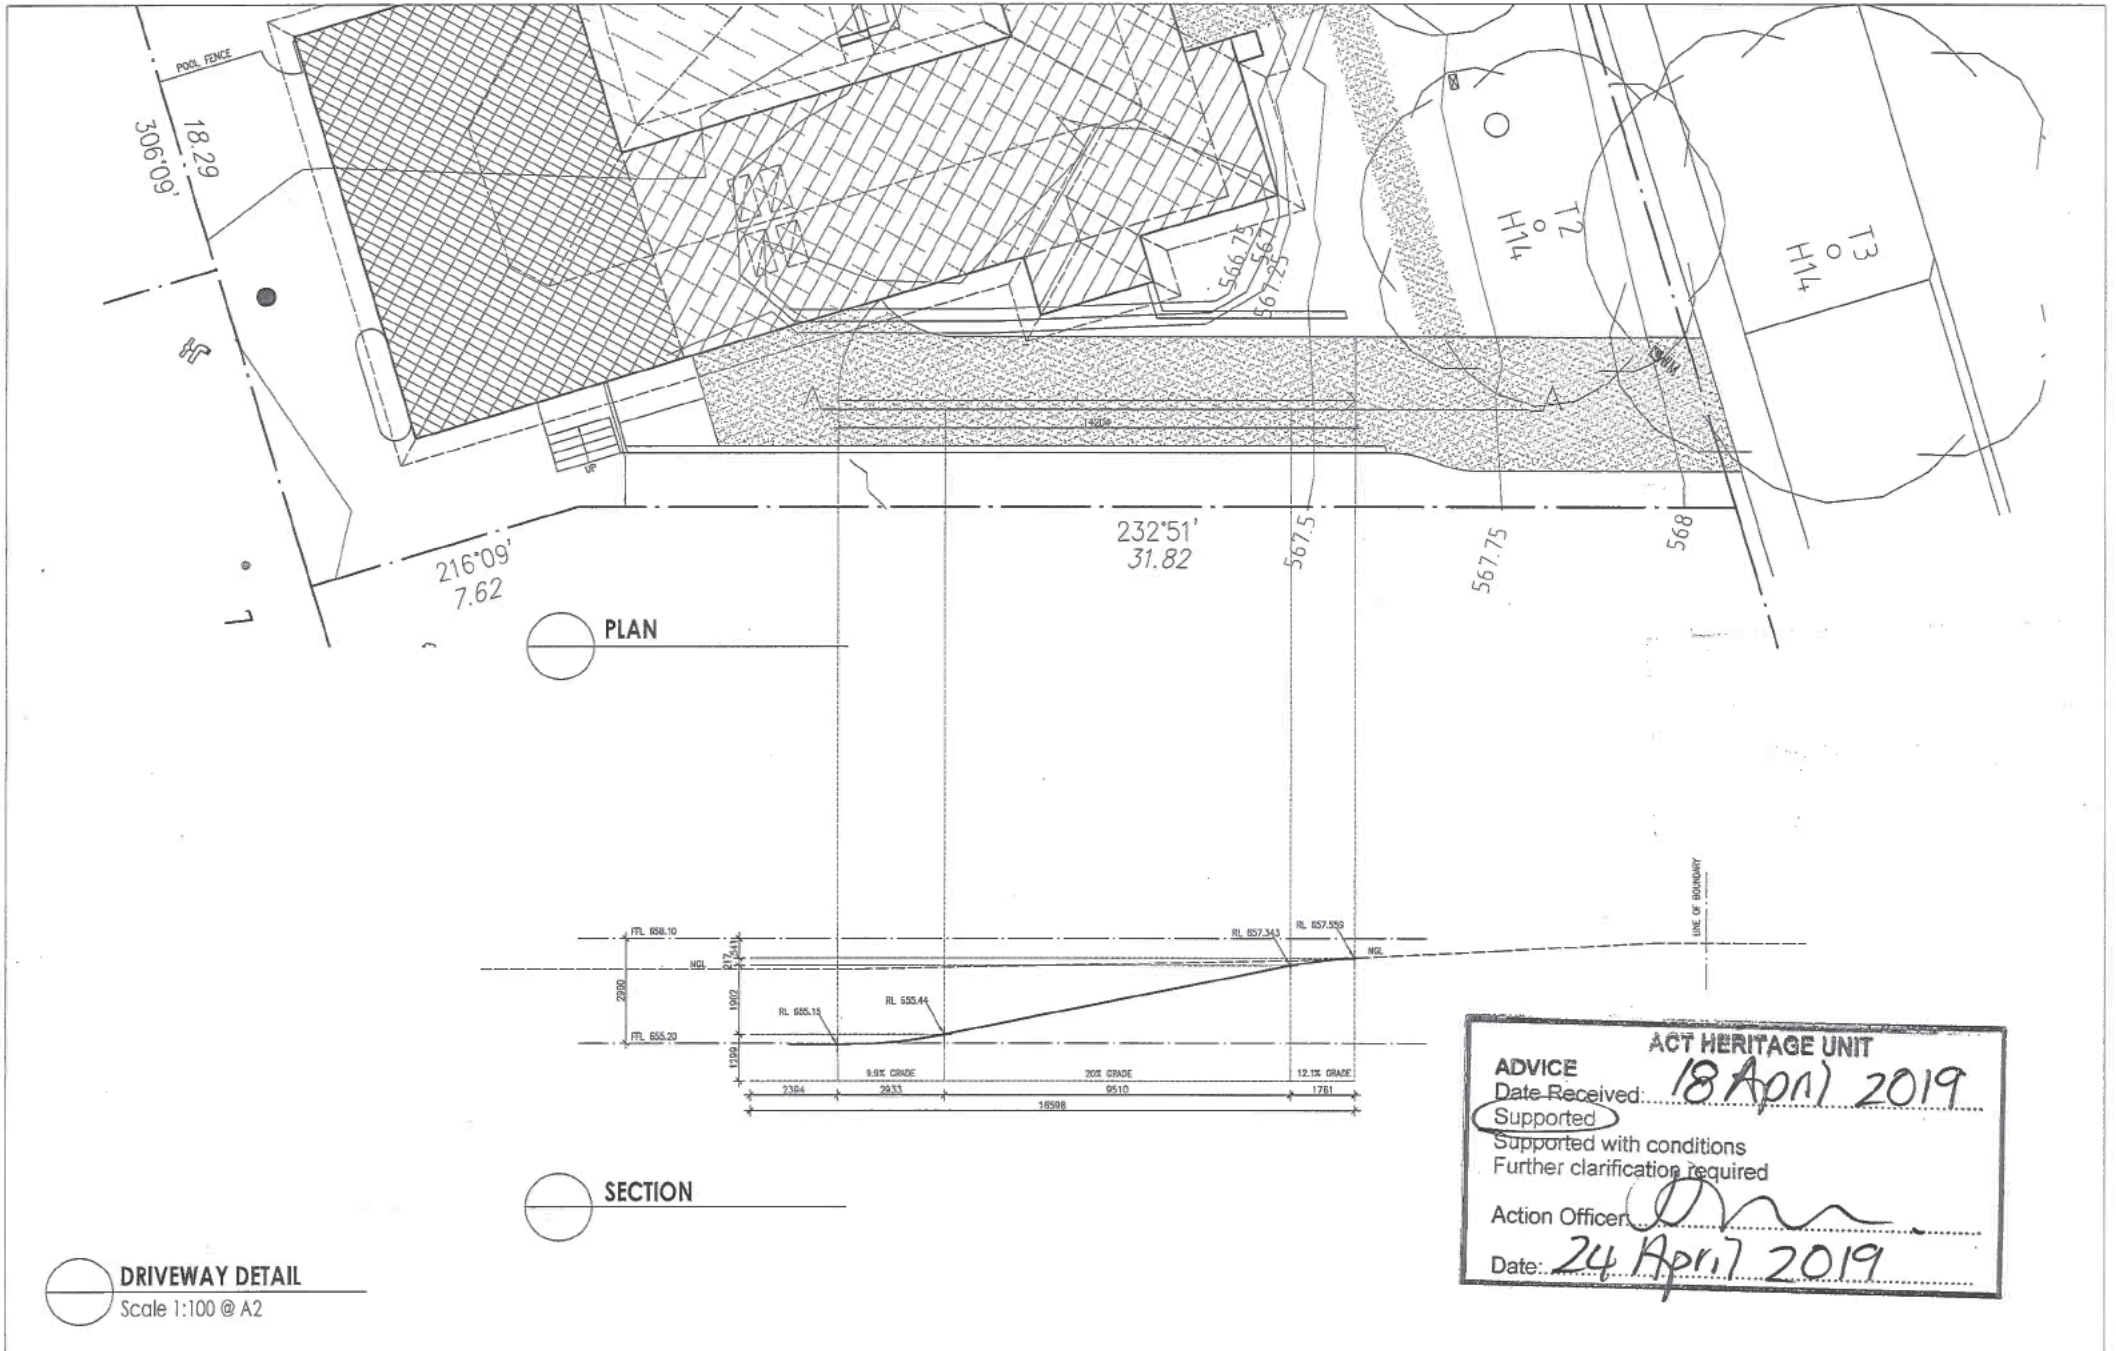 POOL FENCE
18.29
306°09'
566.75
567
567.25
T2
H14
T3
H14
14204
UP
232°51'
31.82
216°09'
7.62
567.5
567.75
568
PLAN
LINE OF BOUNDARY
FFL 658.10
RL 657.343
RL 657.559
NGL
NGL
541
217
2900
1902
RL 655.15
RL 655.44
FFL 655.20
1299
9.9% GRADE
20% GRADE
12.1% GRADE
2394
2933
9510
1761
16598
SECTION
DRIVEWAY DETAIL
Scale 1:100 @ A2
ACT HERITAGE UNIT
ADVICE
Date Received: 18 April 2019
Supported
Supported with conditions
Further clarification required
Action Officer:
Date: 24 April 2019